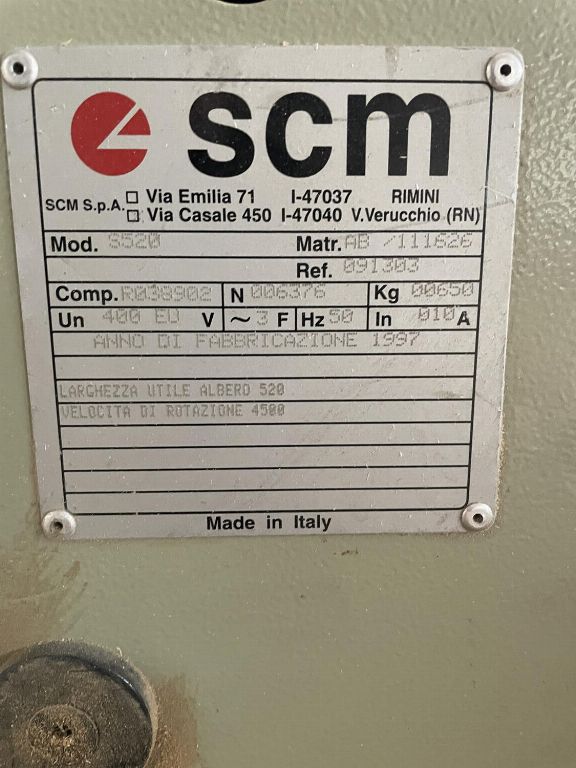 scm
SCM S.p.A. □ Via Emilia 71 I-47037 RIMINI
□ Via Casale 450 I-47040 V.Verucchio (RN)
Mod. S520 Matr. AB /111626
Ref. 091303
Comp. R038902 N 006376 Kg 00650
Un 400 EU V ~ 3 F Hz 50 In 010 A
ANNO DI FABBRICAZIONE 1997
LARGHEZZA UTILE ALBERO 520
VELOCITA DI ROTAZIONE 4500
Made in Italy